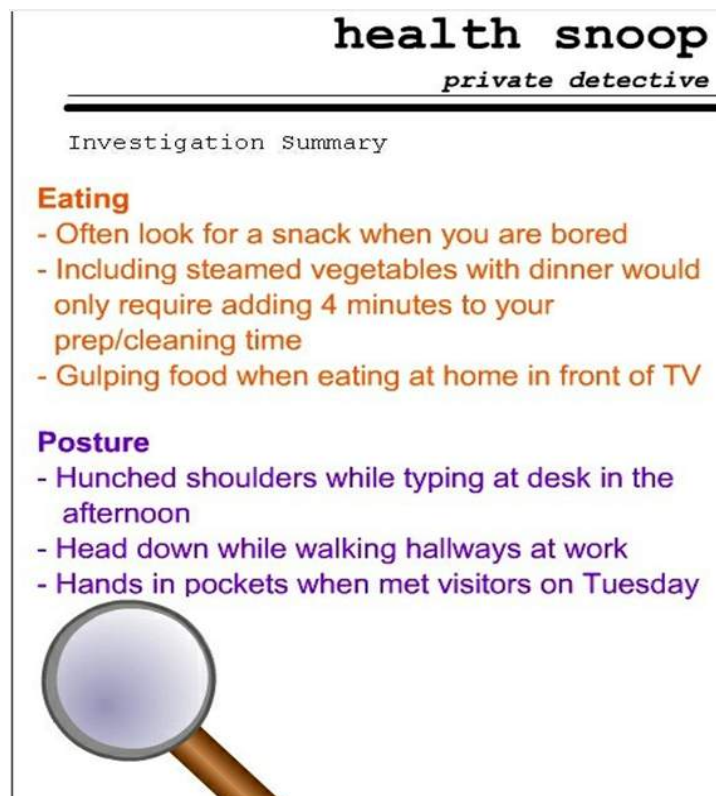 health snoop
private detective
Investigation Summary
Eating
- Often look for a snack when you are bored
- Including steamed vegetables with dinner would
only require adding 4 minutes to your
prep/cleaning time
- Gulping food when eating at home in front of TV
Posture
- Hunched shoulders while typing at desk in the
afternoon
- Head down while walking hallways at work
- Hands in pockets when met visitors on Tuesday